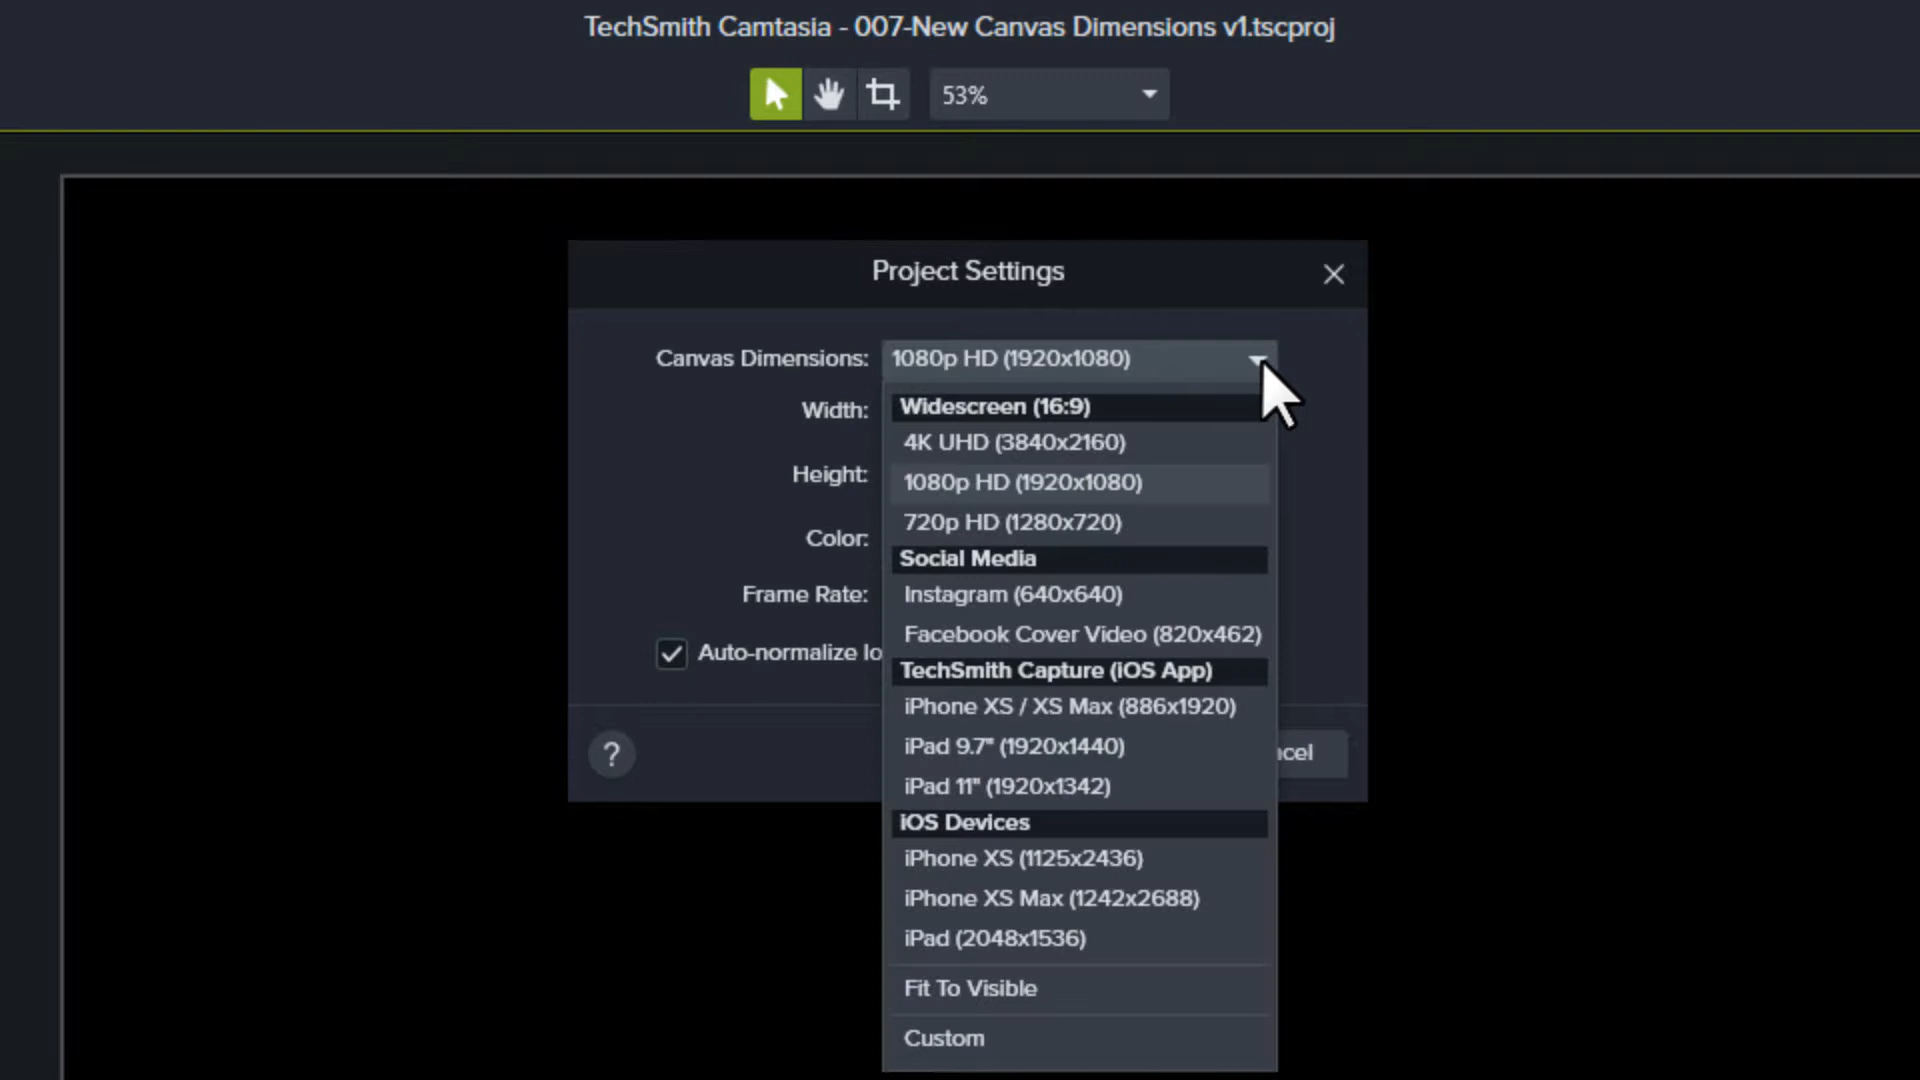 TechSmith Camtasia - 007-New Canvas Dimensions v1.tscproj
53%
Project Settings
Canvas Dimensions: 1080p HD (1920x1080)
Width:
Height:
Color:
Frame Rate:
Auto-normalize lo
Widescreen (16:9)
4K UHD (3840x2160)
1080p HD (1920x1080)
720p HD (1280x720)
Social Media
Instagram (640x640)
Facebook Cover Video (820x462)
TechSmith Capture (iOS App)
iPhone XS / XS Max (886x1920)
iPad 9.7" (1920x1440)
iPad 11" (1920x1342)
iOS Devices
iPhone XS (1125x2436)
iPhone XS Max (1242x2688)
iPad (2048x1536)
Fit To Visible
Custom
?
ncel